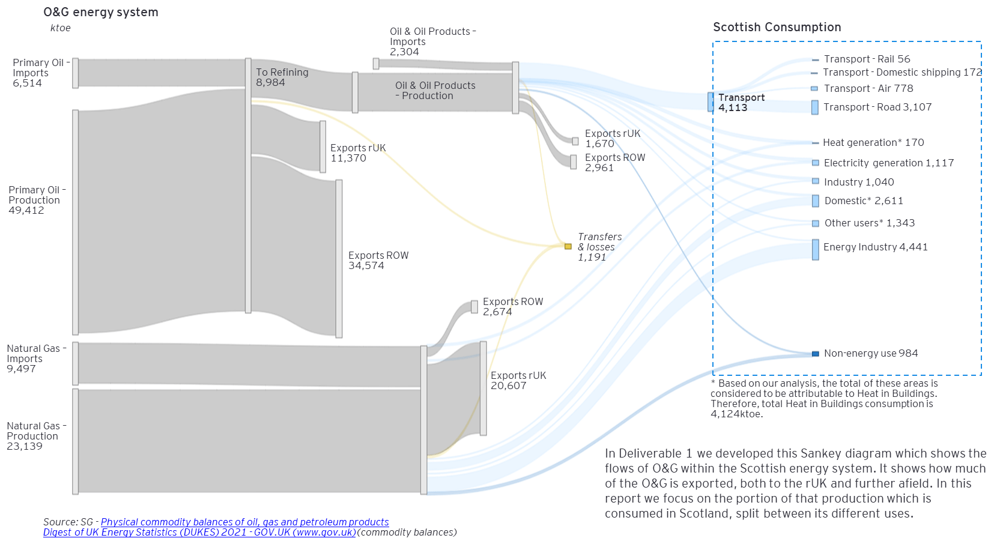 O&G energy system
ktoe
Primary Oil –
Imports
6,514
Primary Oil –
Production
49,412
Natural Gas –
Imports
9,497
Natural Gas –
Production
23,139
To Refining
8,984
Exports rUK
11,370
Exports ROW
34,574
Oil & Oil Products –
Imports
2,304
Oil & Oil Products
– Production
Exports rUK
1,670
Exports ROW
2,961
Transfers
& losses
1,191
Exports ROW
2,674
Exports rUK
20,607
Scottish Consumption
Transport
4,113
Transport - Rail 56
Transport - Domestic shipping 172
Transport - Air 778
Transport - Road 3,107
Heat generation* 170
Electricity generation 1,117
Industry 1,040
Domestic* 2,611
Other users* 1,343
Energy Industry 4,441
Non-energy use 984
* Based on our analysis, the total of these areas is
considered to be attributable to Heat in Buildings.
Therefore, total Heat in Buildings consumption is
4,124ktoe.
In Deliverable 1 we developed this Sankey diagram which shows the
flows of O&G within the Scottish energy system. It shows how much
of the O&G is exported, both to the rUK and further afield. In this
report we focus on the portion of that production which is
consumed in Scotland, split between its different uses.
Source: SG - Physical commodity balances of oil, gas and petroleum products
Digest of UK Energy Statistics (DUKES) 2021 - GOV.UK (www.gov.uk) (commodity balances)